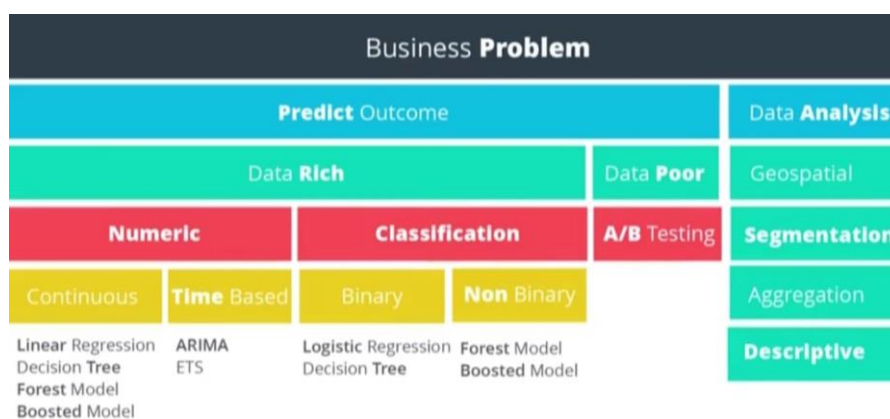 Business Problem
Predict Outcome
Data Analysis
Data Rich
Data Poor
Geospatial
Numeric
Classification
A/B Testing
Segmentation
Continuous
Time Based
Binary
Non Binary
Aggregation
Linear Regression
Decision Tree
Forest Model
Boosted Model
ARIMA
ETS
Logistic Regression
Decision Tree
Forest Model
Boosted Model
Descriptive